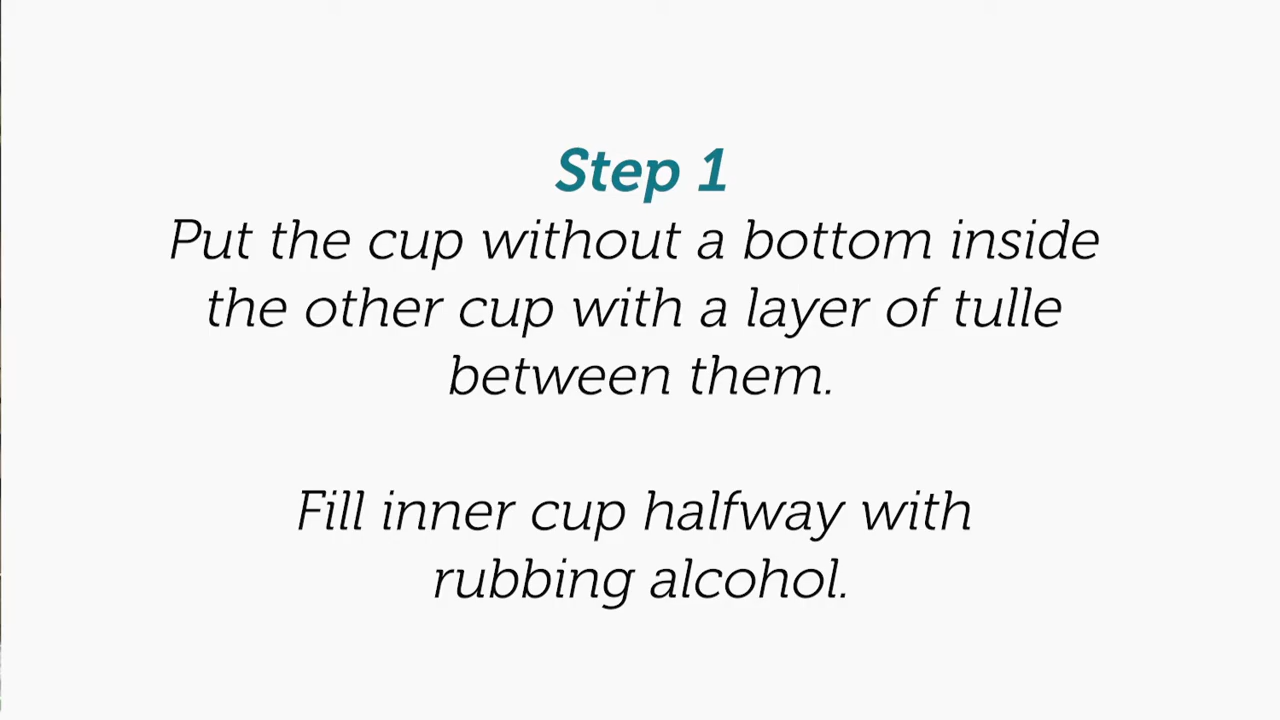 Step 1
Put the cup without a bottom inside
the other cup with a layer of tulle
between them.
Fill inner cup halfway with
rubbing alcohol.